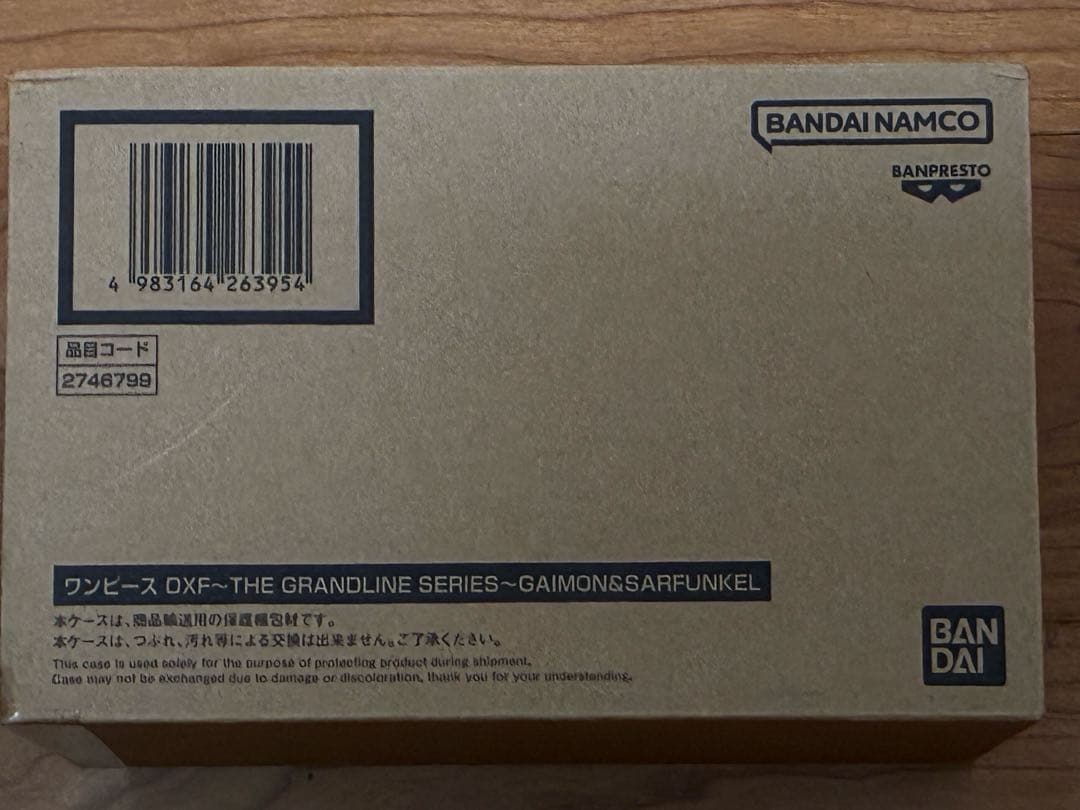 BANDAI NAMCO
BANPRESTO
4 983164 263954
品目コード
2746799
ワンピース DXF～THE GRANDLINE SERIES～GAIMON&SARFUNKEL
本ケースは、商品輸送用の保護梱包材です。
本ケースは、つぶれ、汚れ等による交換は出来ません。ご了承ください。
This case is used solely for the purpose of protecting product during shipment.
Case may not be exchanged due to damage or discoloration, thank you for your understanding.
BAN
DAI